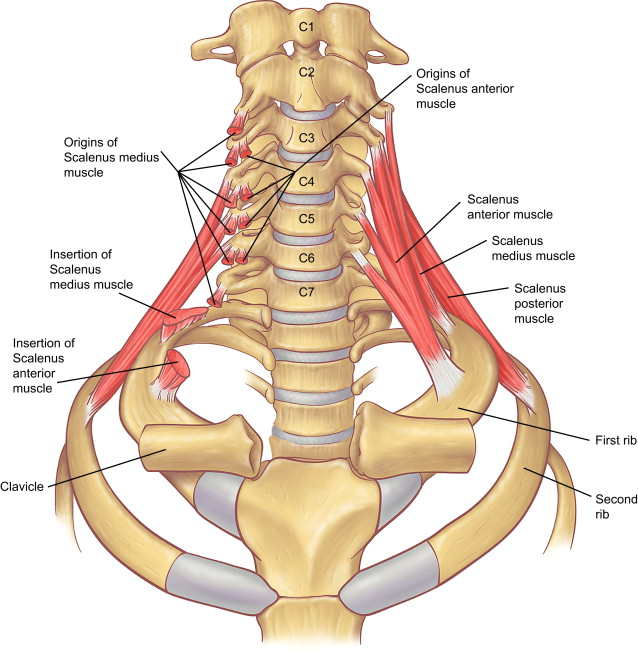 C1
C2
C3
C4
C5
C6
C7
Origins of
Scalenus medius
muscle
Insertion of
Scalenus
medius muscle
Insertion of
Scalenus
anterior
muscle
Clavicle
Origins of
Scalenus anterior
muscle
Scalenus
anterior muscle
Scalenus
medius muscle
Scalenus
posterior
muscle
First rib
Second
rib